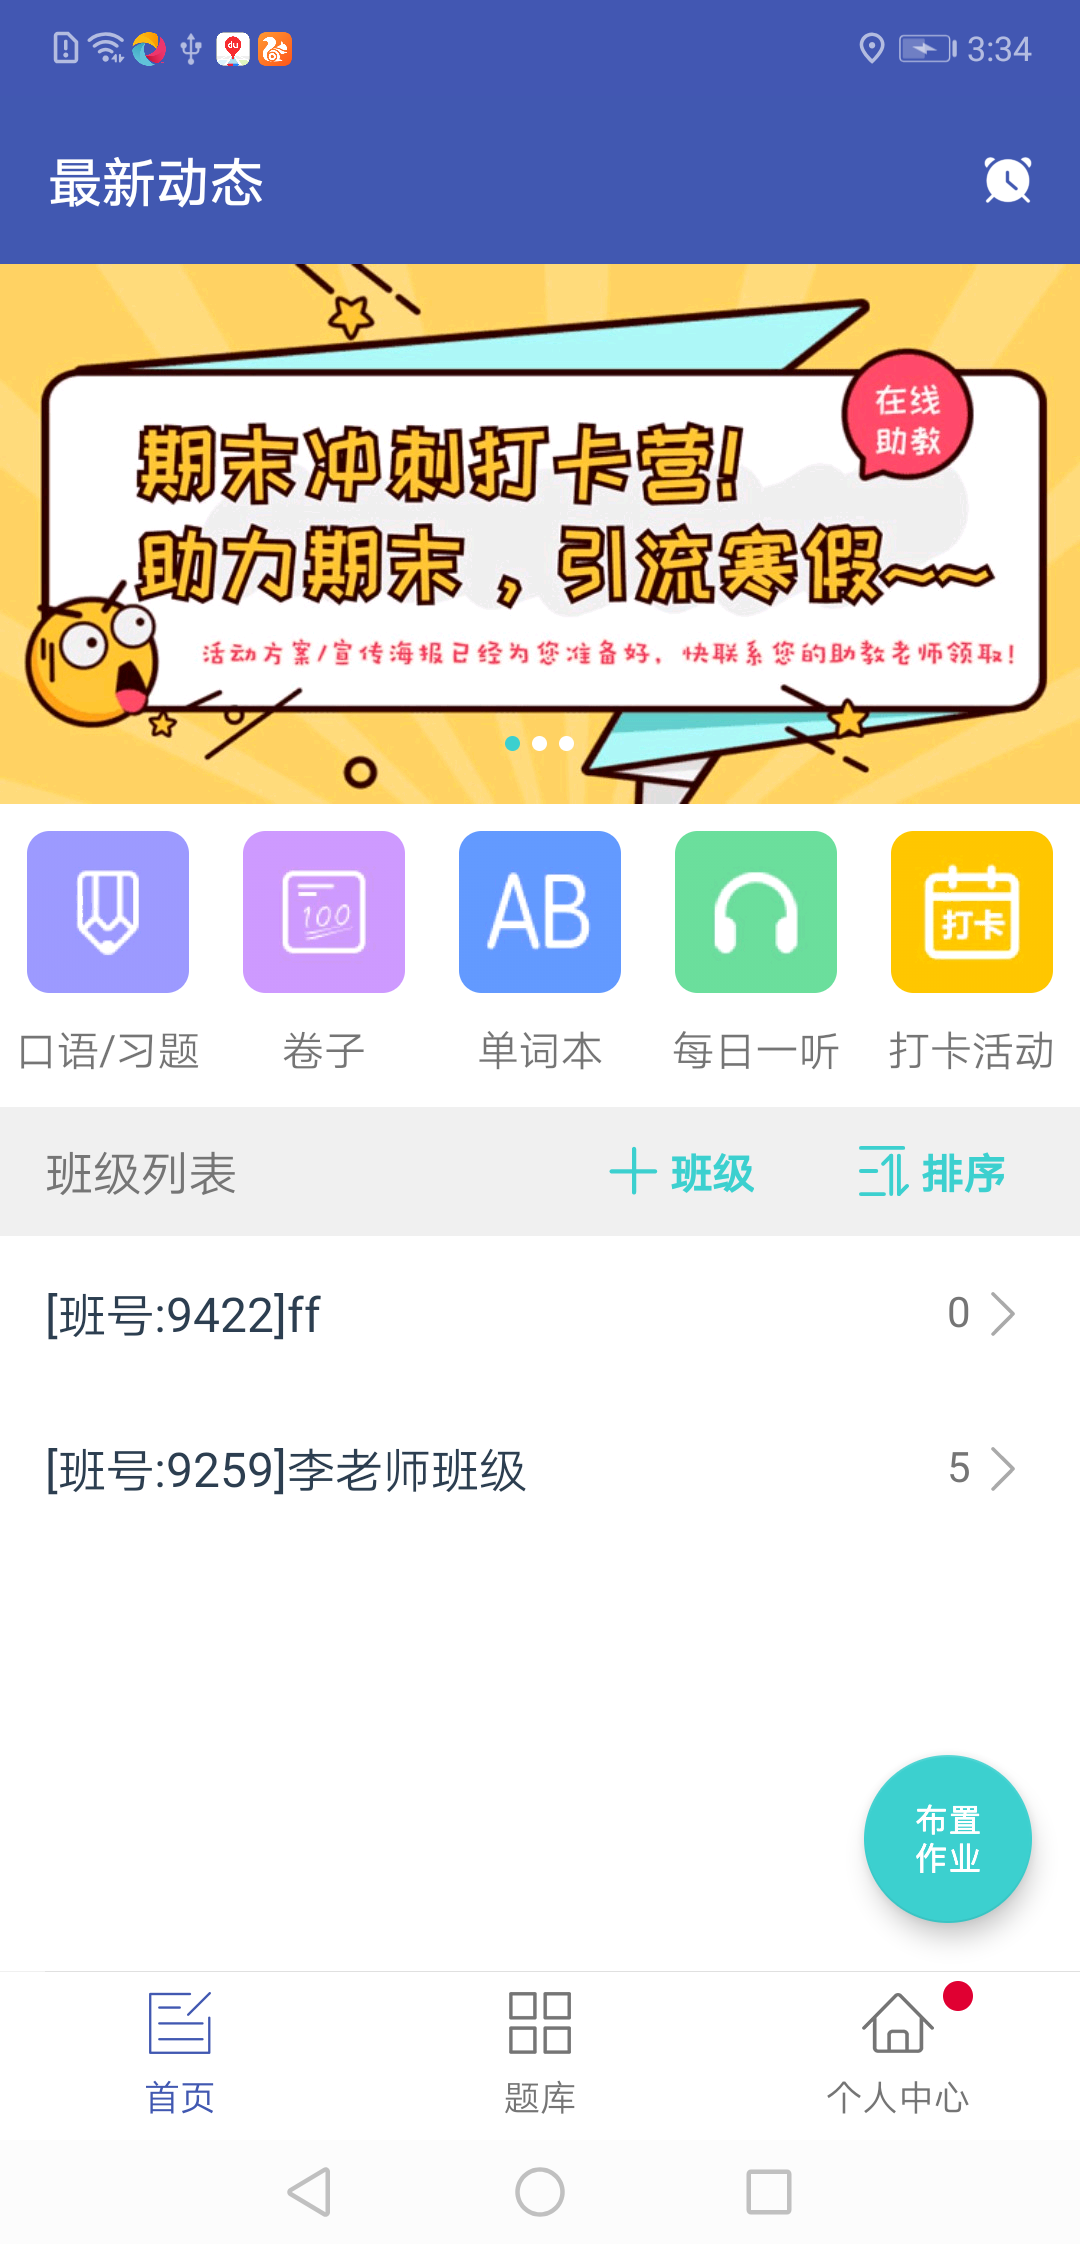 3:34
最新动态
在线
助教
期末冲刺打卡营!
助力期末，引流寒假~~
活动方案/宣传海报已经为您准备好，快联系您的助教老师领取!
du
100
AB
打卡
口语/习题
卷子
单词本
每日一听
打卡活动
班级列表
班级
排序
[班号:9422]ff
0
[班号:9259]李老师班级
5
布置
作业
首页
题库
个人中心